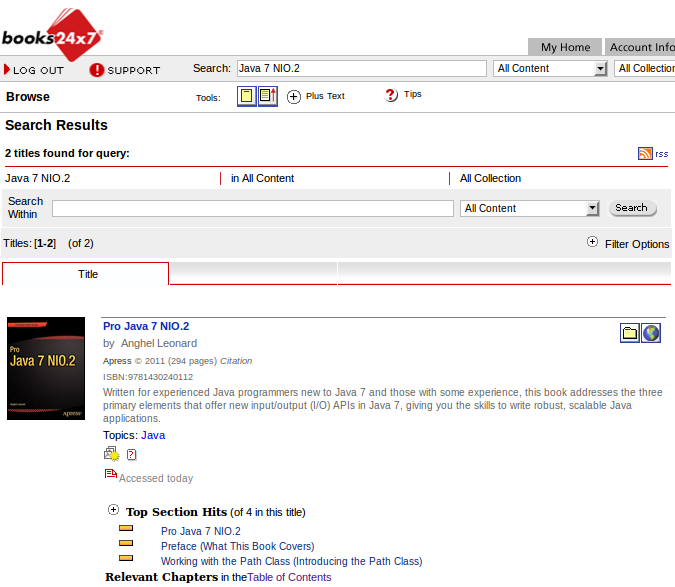 books24x7
My Home
Account Info
LOG OUT
SUPPORT
Search:
Java 7 NIO.2
All Content
All Collection
Browse
Tools:
Plus Text
Tips
Search Results
2 titles found for query:
rss
Java 7 NIO.2
in All Content
All Collection
Search
Within
All Content
Search
Titles: [1-2] (of 2)
Filter Options
Title
Pro
Java 7 NIO.2
Apress
Pro Java 7 NIO.2
by Anghel Leonard
Apress © 2011 (294 pages) Citation
ISBN:9781430240112
Written for experienced Java programmers new to Java 7 and those with some experience, this book addresses the three
primary elements that offer new input/output (I/O) APIs in Java 7, giving you the skills to write robust, scalable Java
applications.
Topics: Java
Accessed today
Top Section Hits (of 4 in this title)
Pro Java 7 NIO.2
Preface (What This Book Covers)
Working with the Path Class (Introducing the Path Class)
Relevant Chapters in theTable of Contents